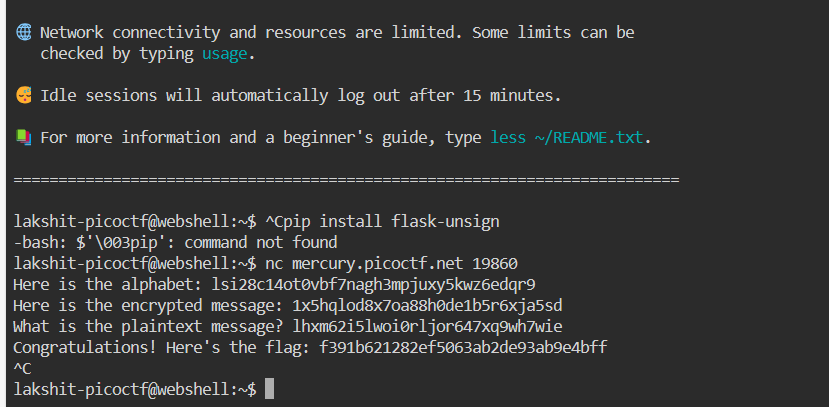 🌐 Network connectivity and resources are limited. Some limits can be
checked by typing usage.
😴 Idle sessions will automatically log out after 15 minutes.
📚 For more information and a beginner's guide, type less ~/README.txt.
==========================================================================
lakshit-picoctf@webshell:~$ ^Cpip install flask-unsign
-bash: $'\003pip': command not found
lakshit-picoctf@webshell:~$ nc mercury.picoctf.net 19860
Here is the alphabet: lsi28c14ot0vbf7nagh3mpjuxy5kwz6edqr9
Here is the encrypted message: 1x5hqlod8x7oa88h0de1b5r6xja5sd
What is the plaintext message? lhxm62i5lwoi0rljor647xq9wh7wie
Congratulations! Here's the flag: f391b621282ef5063ab2de93ab9e4bff
^C
lakshit-picoctf@webshell:~$